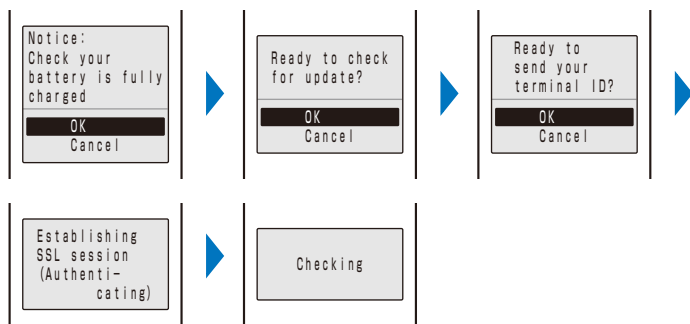 Notice:
Check your
battery is fully
charged
OK
Cancel
Ready to check
for update?
OK
Cancel
Ready to
send your
terminal ID?
OK
Cancel
Establishing
SSL session
(Authenti-
cating)
Checking